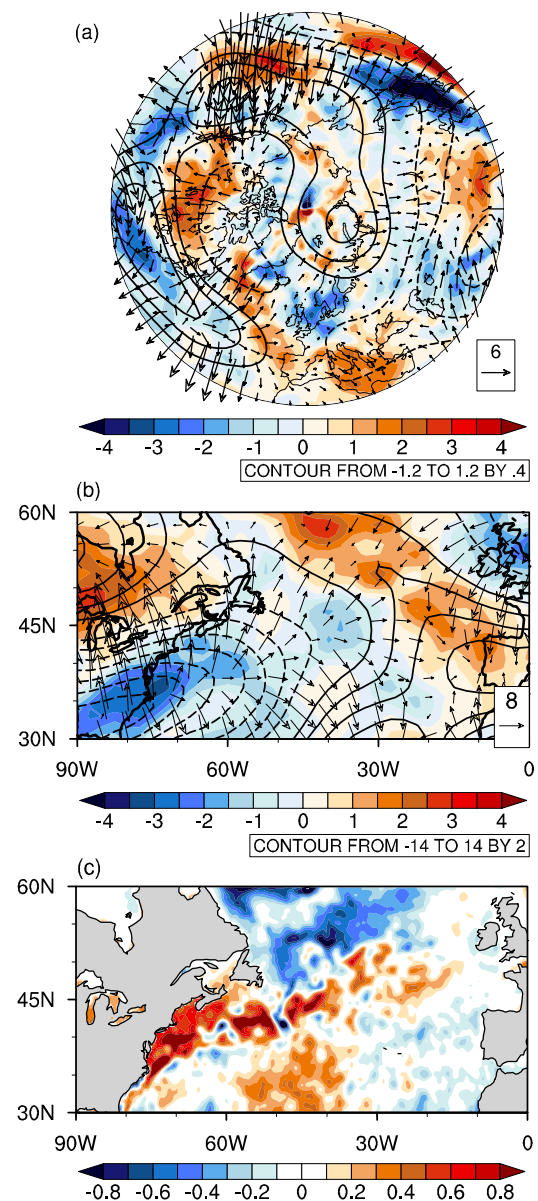 (a)
6
-4 -3 -2 -1 0 1 2 3 4
CONTOUR FROM -1.2 TO 1.2 BY .4
(b)
60N
45N
30N
8
90W 60W 30W 0
-4 -3 -2 -1 0 1 2 3 4
CONTOUR FROM -14 TO 14 BY 2
(c)
60N
45N
30N
90W 60W 30W 0
-0.8 -0.6 -0.4 -0.2 0 0.2 0.4 0.6 0.8